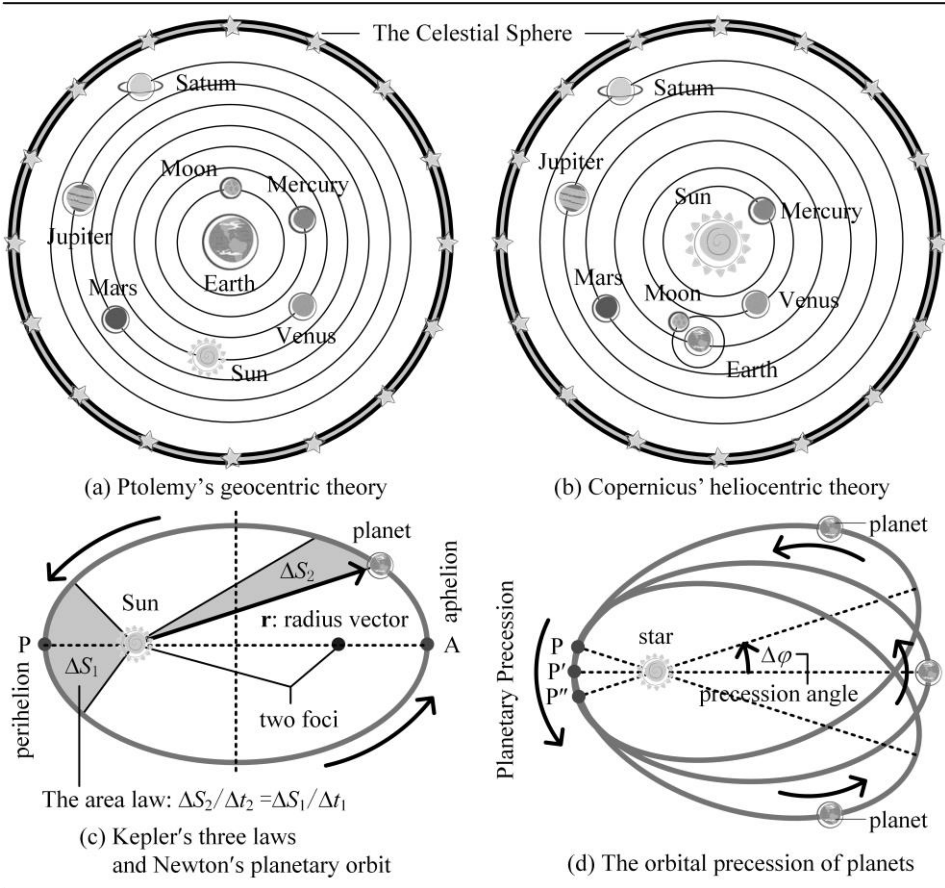 The Celestial Sphere
Satum
Moon
Mercury
Jupiter
Earth
Mars
Venus
Sun
(a) Ptolemy's geocentric theory
Satum
Jupiter
Sun
Mercury
Mars
Moon
Venus
Earth
(b) Copernicus' heliocentric theory
planet
ΔS₂
Sun
aphelion
r: radius vector
P
A
ΔS₁
perihelion
two foci
The area law: ΔS₂/Δt₂ =ΔS₁/Δt₁
(c) Kepler's three laws
and Newton's planetary orbit
planet
Planetary Precession
P
star
Δφ
P′
P″
precession angle
planet
(d) The orbital precession of planets